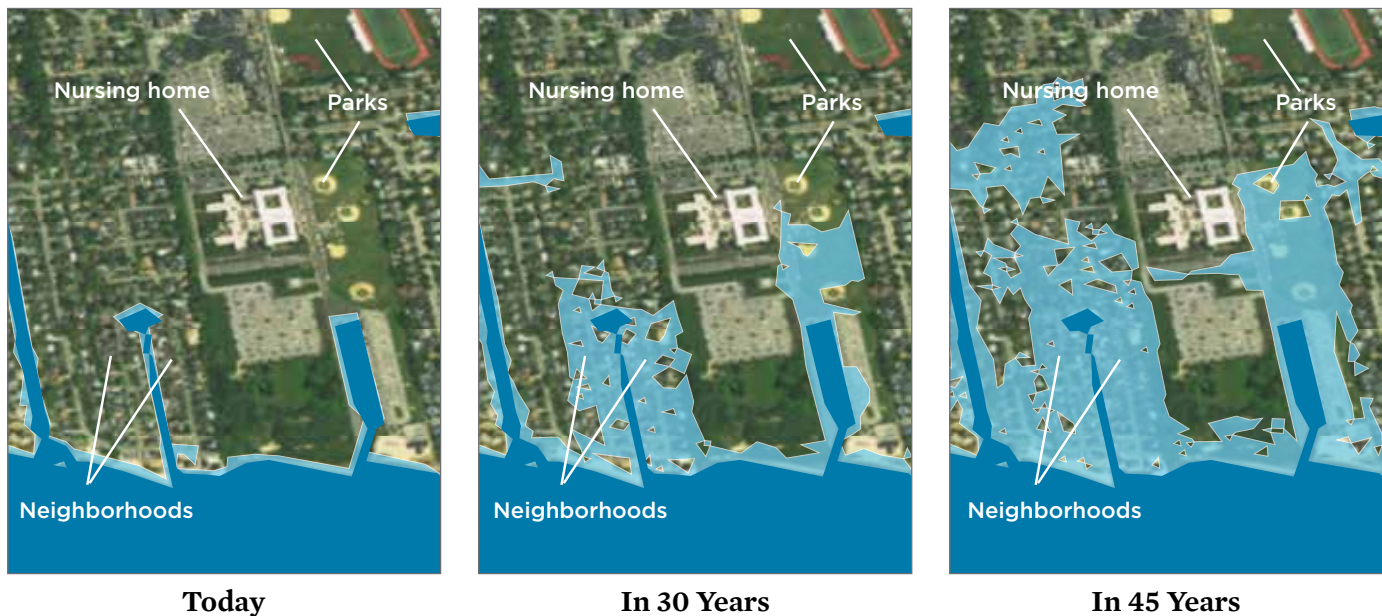 Nursing home
Parks
Neighborhoods
Today
Nursing home
Parks
Neighborhoods
In 30 Years
Nursing home
Parks
Neighborhoods
In 45 Years